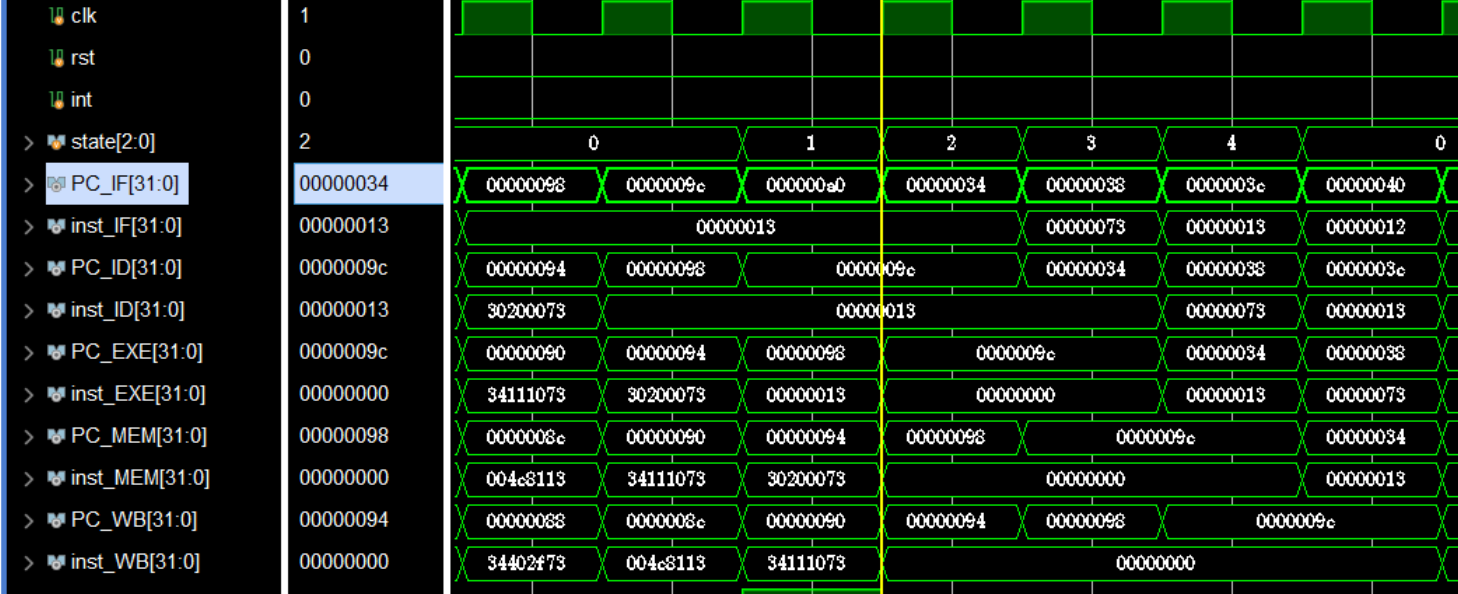 clk 1
rst 0
int 0
state[2:0] 2 0 1 2 3 4 0
PC_IF[31:0] 00000034 00000098 0000009c 000000a0 00000034 00000038 0000003c 00000040
inst_IF[31:0] 00000013 00000013 00000073 00000013 00000012
PC_ID[31:0] 0000009c 00000094 00000098 0000009c 00000034 00000038 0000003c
inst_ID[31:0] 00000013 30200073 00000013 00000073 00000013
PC_EXE[31:0] 0000009c 00000090 00000094 00000098 0000009c 00000034 00000038
inst_EXE[31:0] 00000000 34111073 30200073 00000013 00000000 00000013 00000073
PC_MEM[31:0] 00000098 0000008c 00000090 00000094 00000098 0000009c 00000034
inst_MEM[31:0] 00000000 004c8113 34111073 30200073 00000000 00000013
PC_WB[31:0] 00000094 00000088 0000008c 00000090 00000094 00000098 0000009c
inst_WB[31:0] 00000000 34402f73 004c8113 34111073 00000000